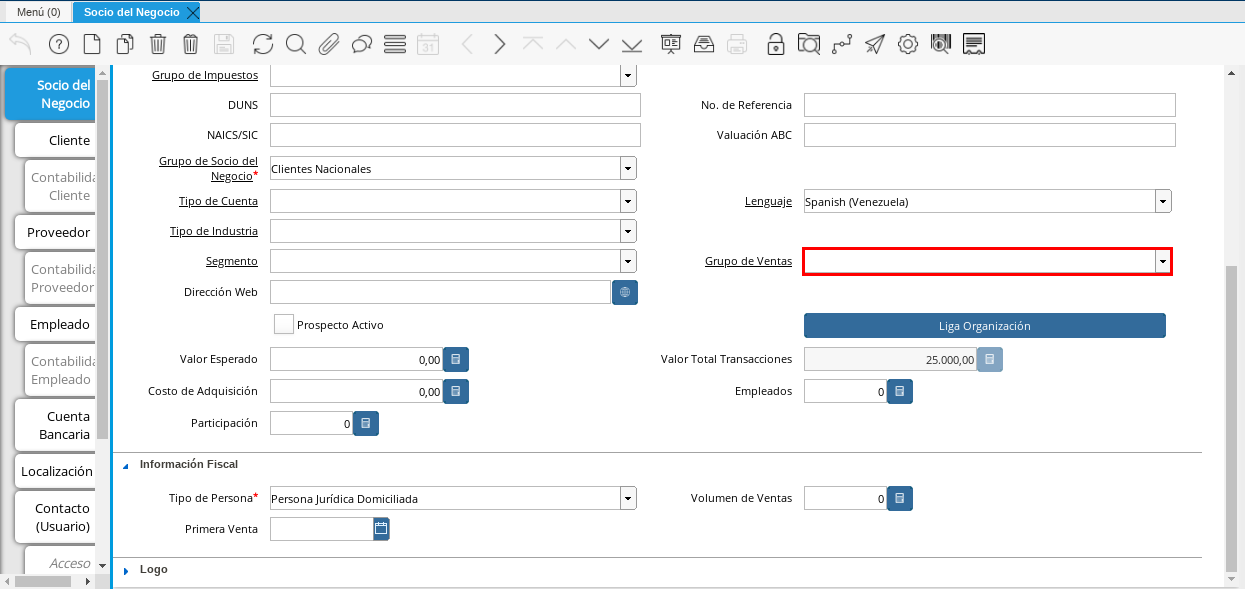 Menú (0)
Socio del Negocio
31
Socio del
Negocio
Cliente
Contabilida
Cliente
Proveedor
Contabilida
Proveedor
Empleado
Contabilida
Empleado
Cuenta
Bancaria
Localización
Contacto
(Usuario)
Acceso
Grupo de Impuestos
DUNS
No. de Referencia
NAICS/SIC
Valuación ABC
Grupo de Socio del
Negocio*
Clientes Nacionales
Tipo de Cuenta
Lenguaje
Spanish (Venezuela)
Tipo de Industria
Segmento
Grupo de Ventas
Dirección Web
Prospecto Activo
Liga Organización
Valor Esperado
0,00
Valor Total Transacciones
25.000,00
Costo de Adquisición
0,00
Empleados
0
Participación
0
Información Fiscal
Tipo de Persona*
Persona Jurídica Domiciliada
Volumen de Ventas
0
Primera Venta
Logo